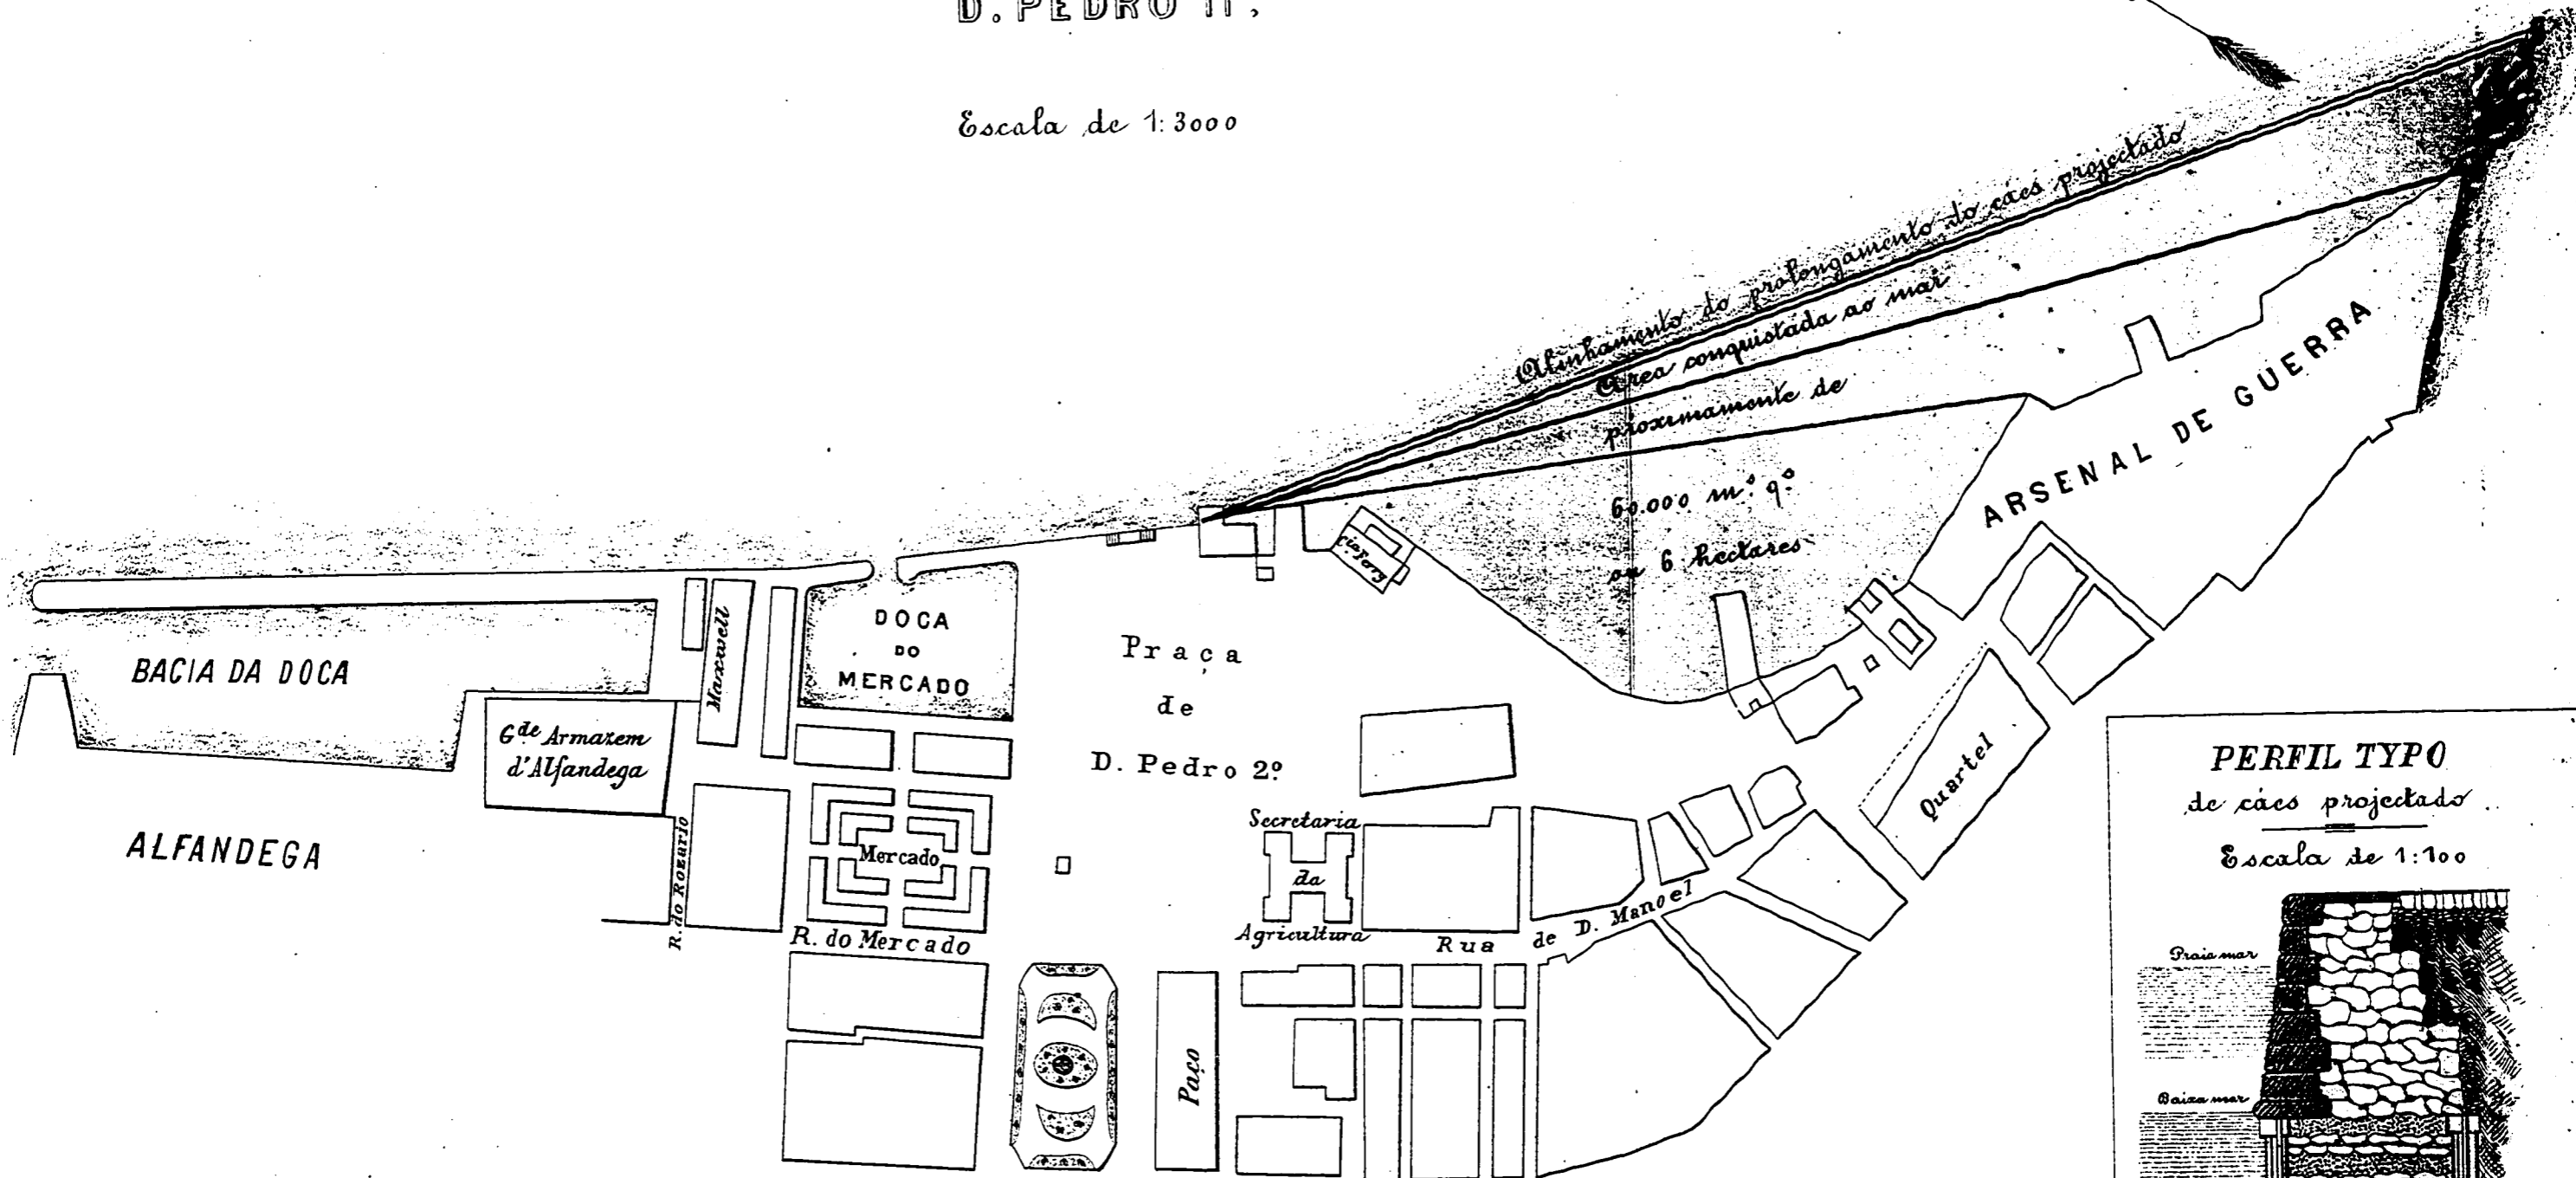 D. PEDRO II,
Escala de 1:3000
Alinhamento do prolongamento do cáes projectado
Area conquistada ao mar
proximamente de
60.000 m.º q.º
ou 6 hectares
ARSENAL DE GUERRA
DOCA
DO
MERCADO
Maxwell
BACIA DA DOCA
Gde Armazem
d'Alfandega
ALFANDEGA
R. do Rozario
Praça
de
D. Pedro 2º
Mercado
R. do Mercado
Secretaria
da
Agricultura
Rua de D. Manoel
Quartel
Paço
PERFIL TYPO
de cáes projectado
Escala de 1:100
Praia mar
Baixa mar